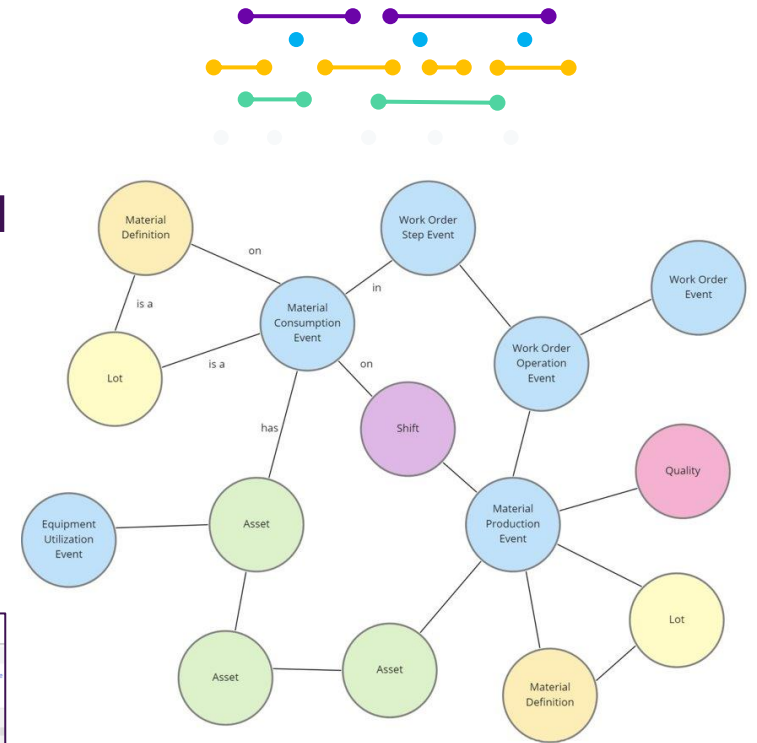 Material
Definition
on
Work Order
Step Event
Work Order
Event
in
is a
Material
Consumption
Event
Work Order
Operation
Event
is a
on
Lot
has
Shift
Quality
Equipment
Utilization
Event
Asset
Material
Production
Event
Lot
Asset
Asset
Material
Definition